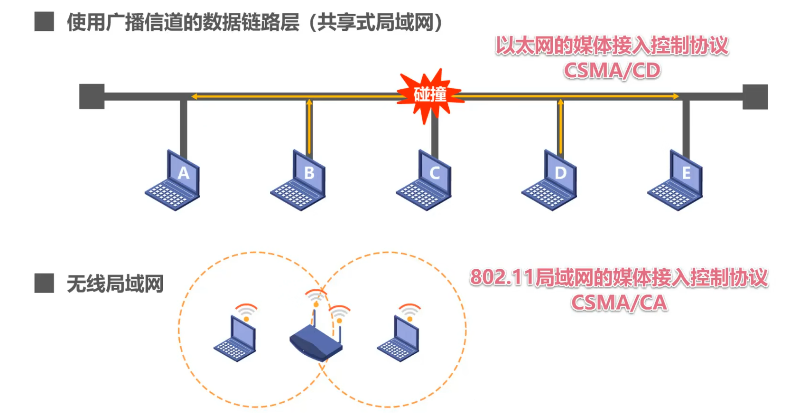 使用广播信道的数据链路层（共享式局域网）
以太网的媒体接入控制协议
CSMA/CD
碰撞
A B C D E
无线局域网
802.11局域网的媒体接入控制协议
CSMA/CA